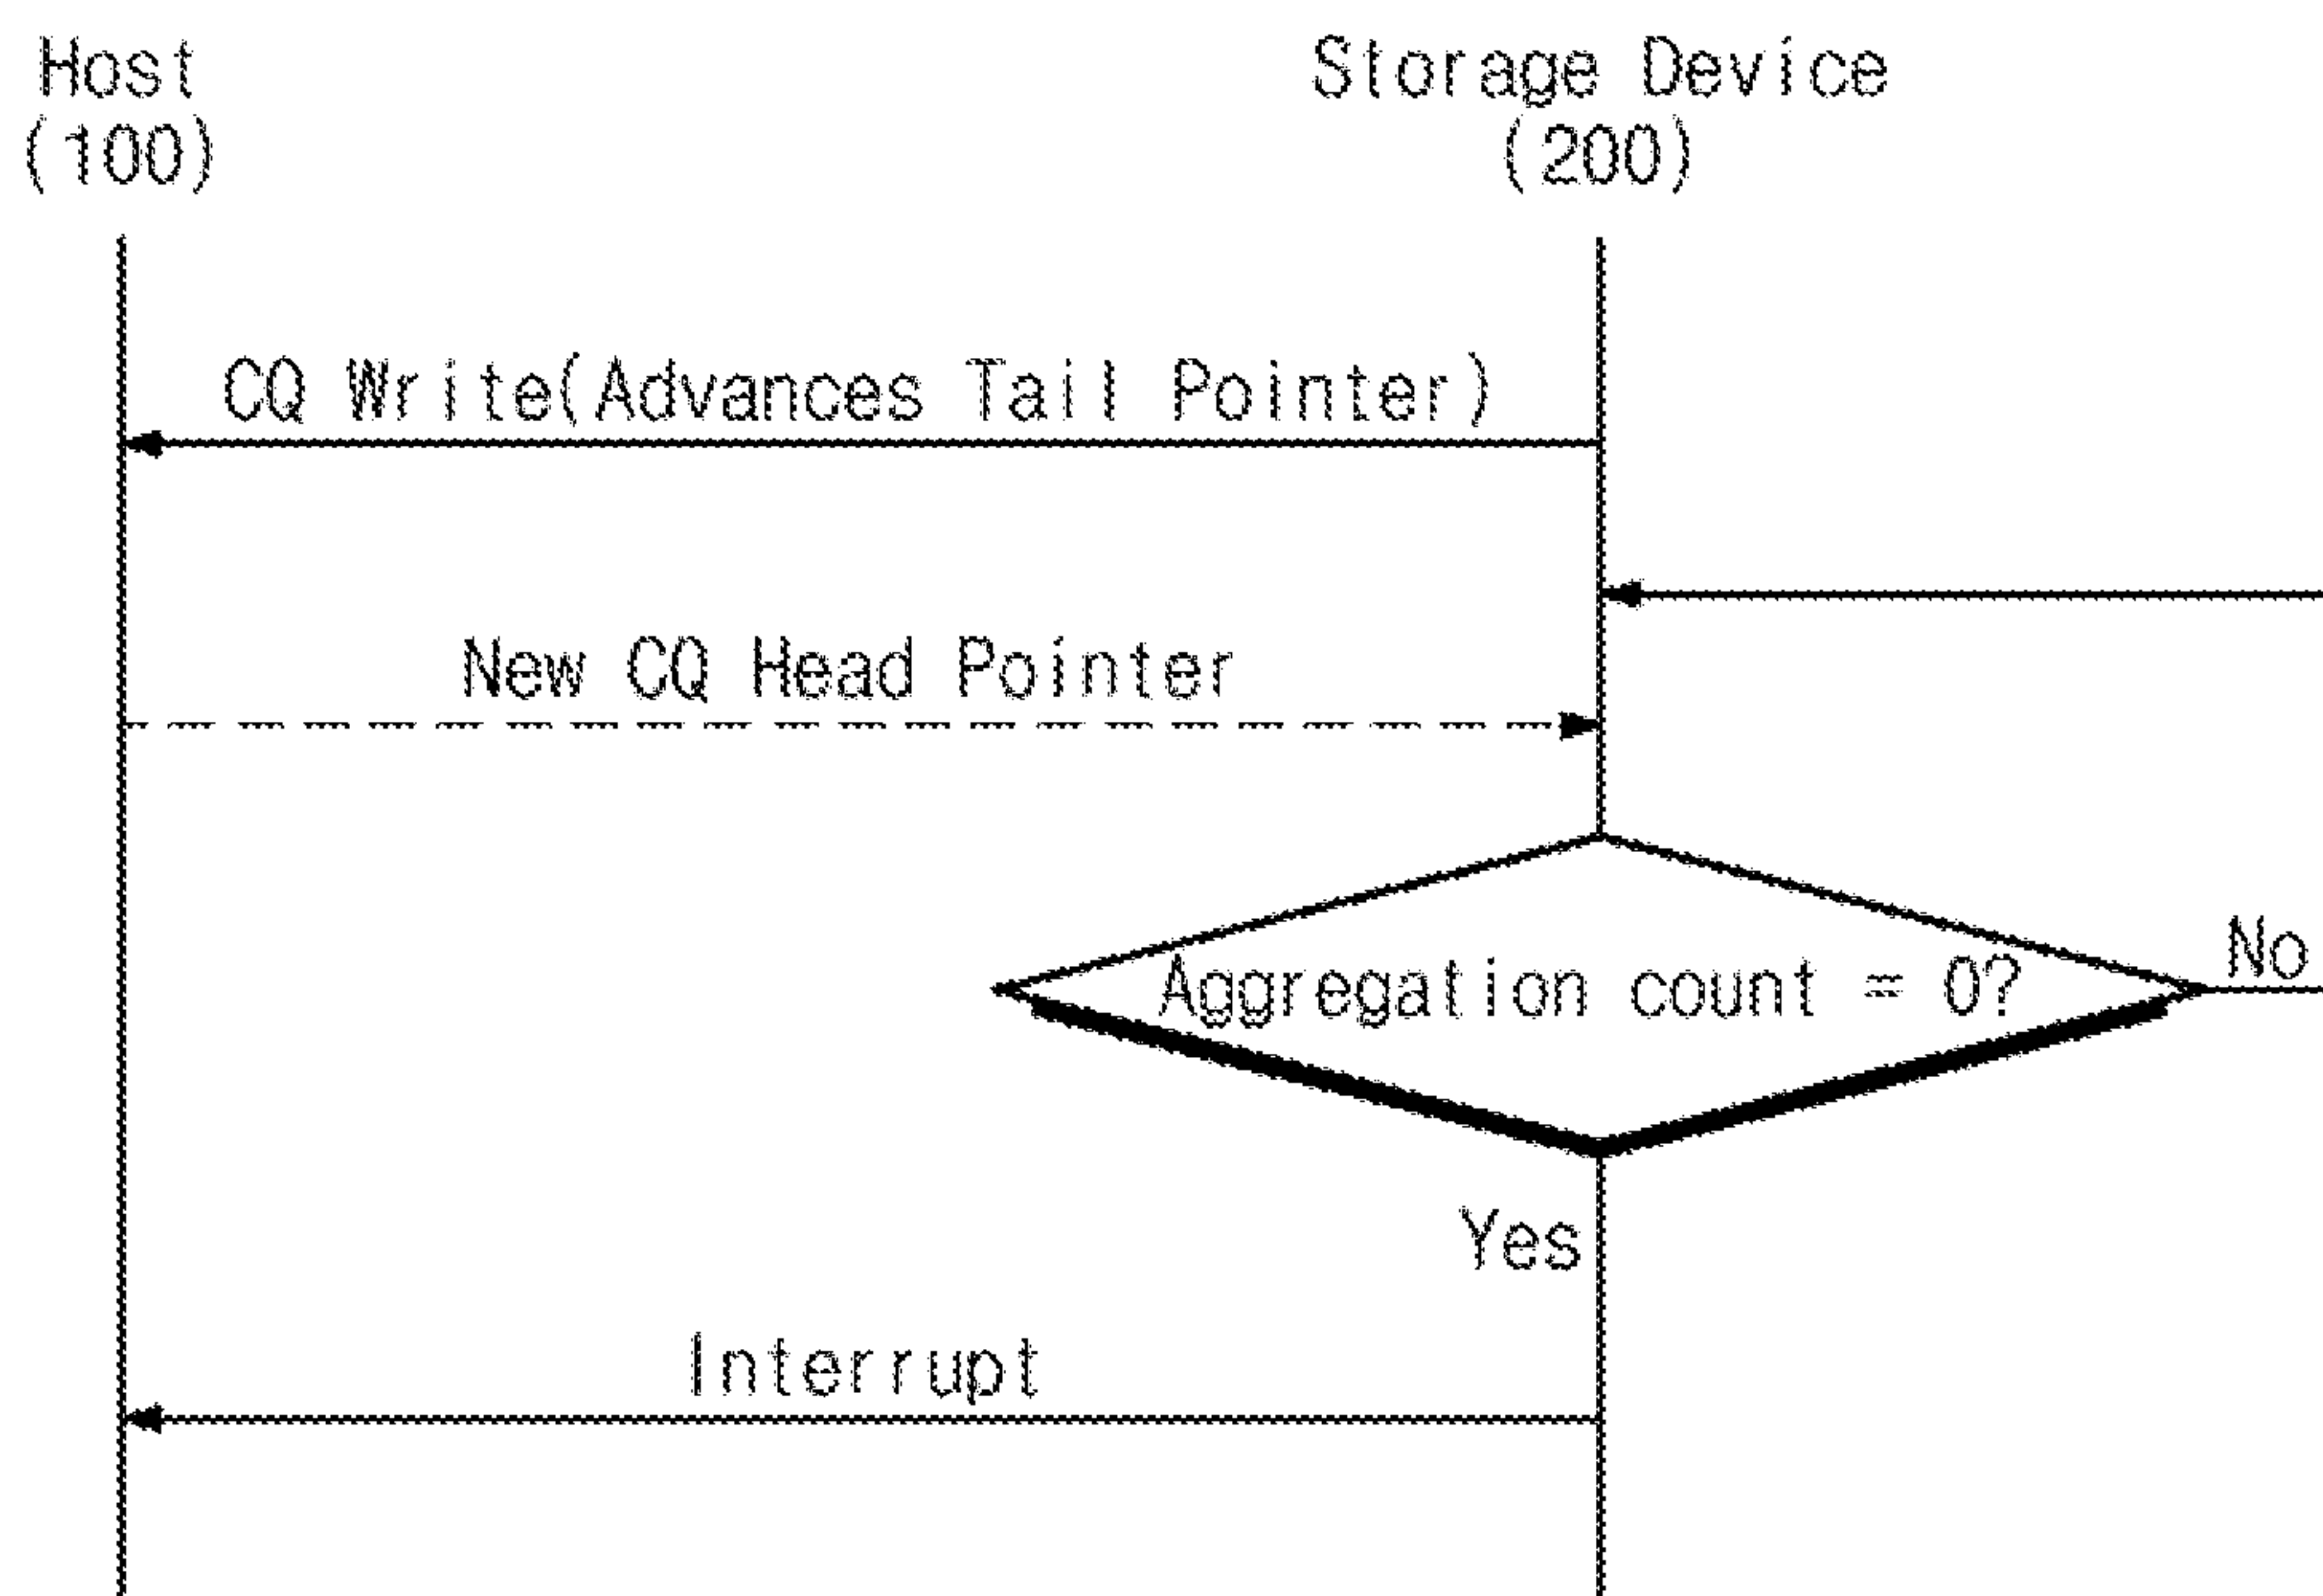 Host
(100)
Storage Device
(200)
CQ Write(Advances Tail Pointer)
New CQ Head Pointer
Aggregation count = 0?
No
Yes
Interrupt